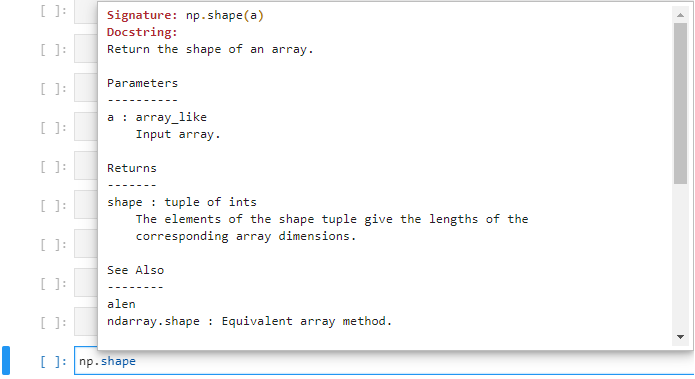 [ ]:
Signature: np.shape(a)
Docstring:
[ ]:
Return the shape of an array.
[ ]:
Parameters
----------
[ ]:
a : array_like
Input array.
[ ]:
Returns
-------
[ ]:
shape : tuple of ints
The elements of the shape tuple give the lengths of the
corresponding array dimensions.
[ ]:
See Also
[ ]:
--------
alen
[ ]:
ndarray.shape : Equivalent array method.
[ ]: np.shape